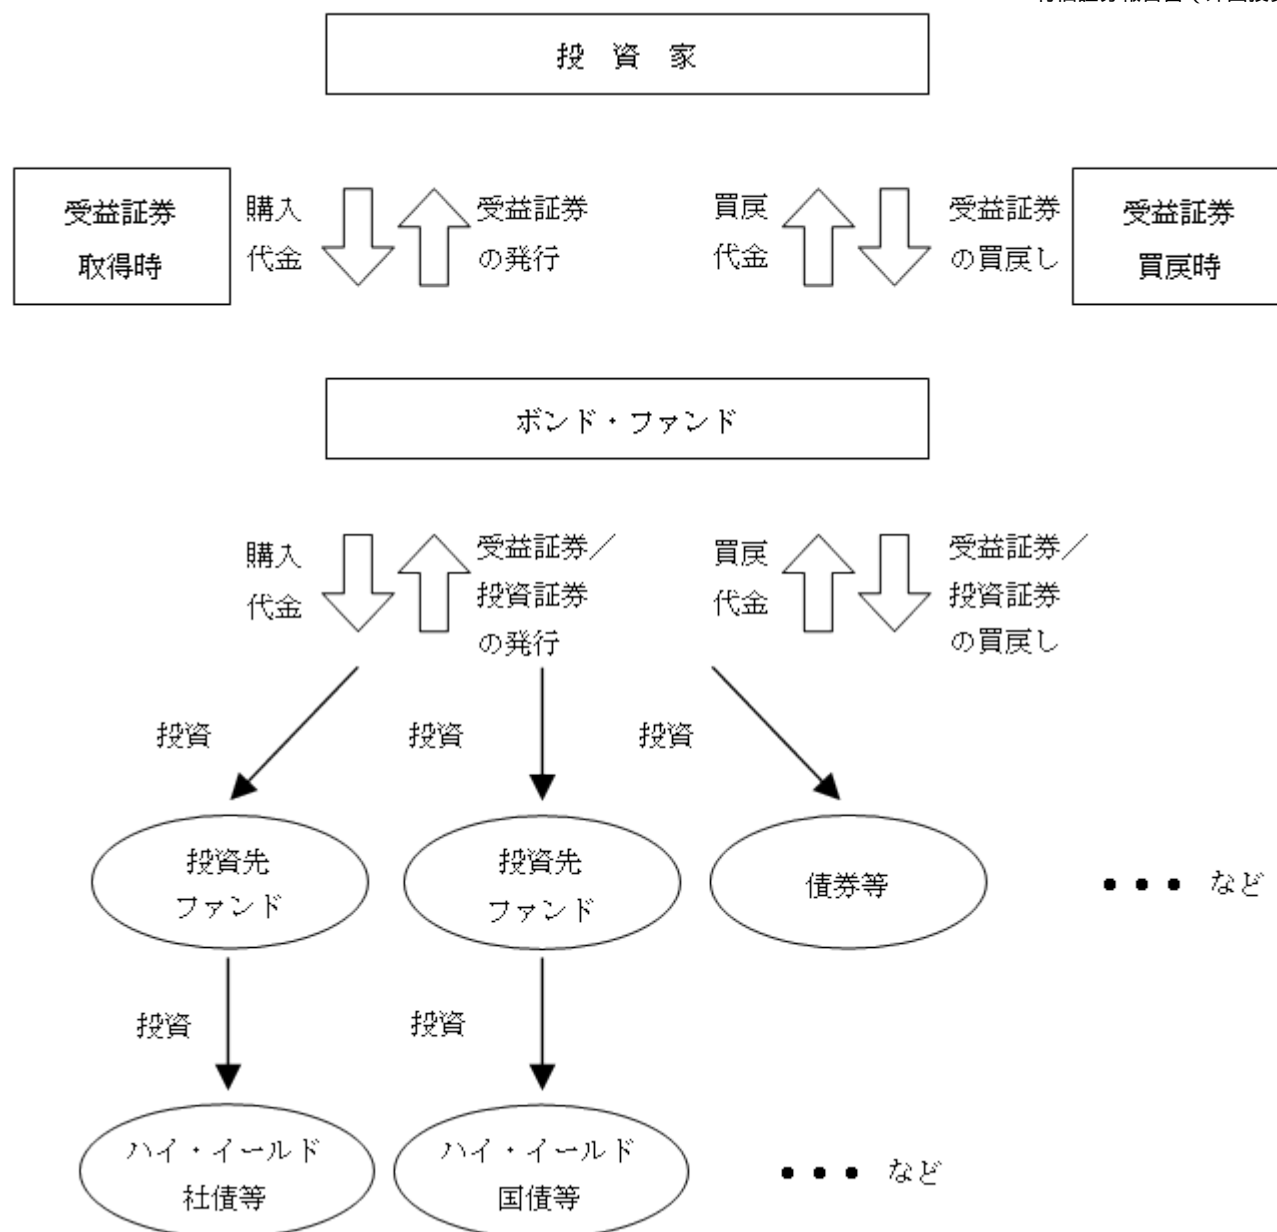 投 資 家
受益証券
取得時
購入
代金
受益証券
の発行
買戻
代金
受益証券
の買戻し
受益証券
買戻時
ボンド・ファンド
購入
代金
受益証券／
投資証券
の発行
買戻
代金
受益証券／
投資証券
の買戻し
投資
投資
投資
投資先
ファンド
投資先
ファンド
債券等
・・・ など
投資
投資
ハイ・イールド
社債等
ハイ・イールド
国債等
・・・ など